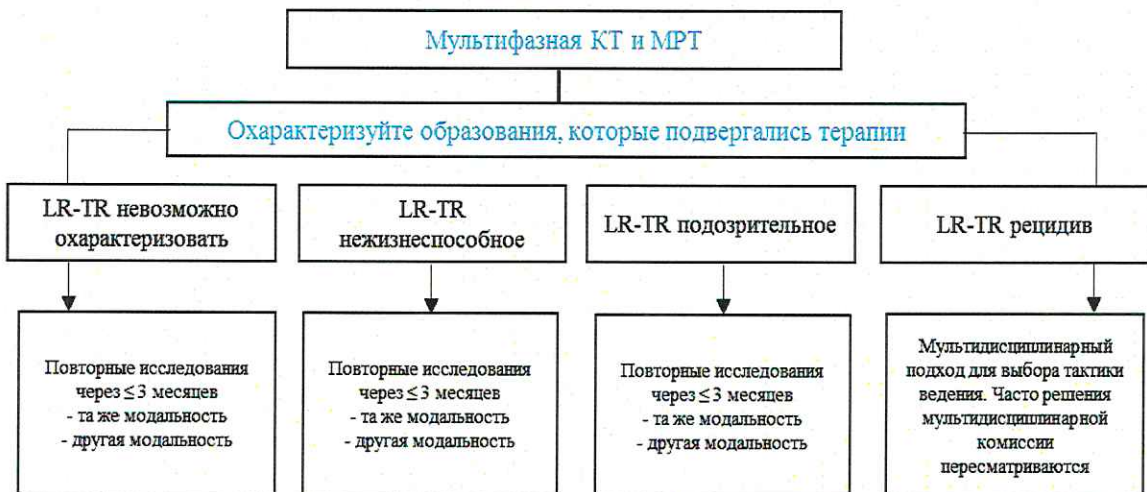 Мультифазная КТ и МРТ
Охарактеризуйте образования, которые подвергались терапии
LR-TR невозможно
охарактеризовать
LR-TR
нежизнеспособное
LR-TR подозрительное
LR-TR рецидив
Повторные исследования
через ≤ 3 месяцев
- та же модальность
- другая модальность
Повторные исследования
через ≤ 3 месяцев
- та же модальность
- другая модальность
Повторные исследования
через ≤ 3 месяцев
- та же модальность
- другая модальность
Мультидисциплинарный
подход для выбора тактики
ведения. Часто решения
мультидисциплинарной
комиссии
пересматриваются